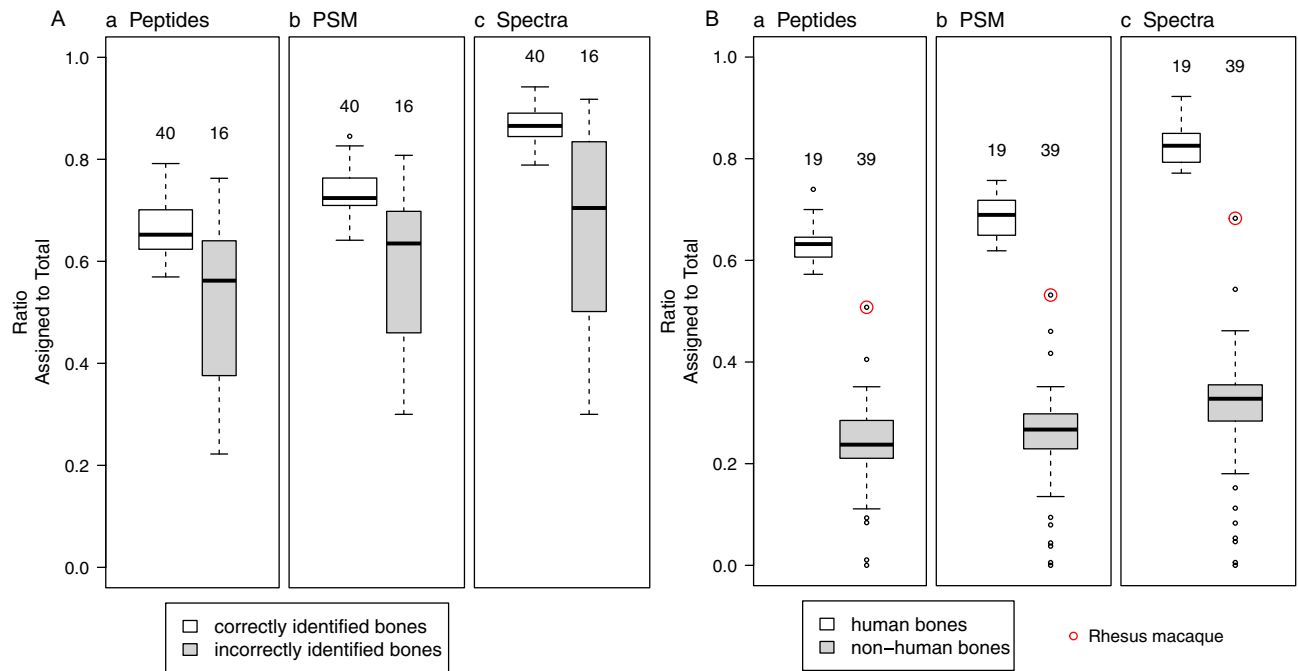 A
a Peptides
b PSM
c Spectra
Ratio
Assigned to Total
1.0
0.8
0.6
0.4
0.2
0.0
40 16
40 16
40 16
correctly identified bones
incorrectly identified bones
B
a Peptides
b PSM
c Spectra
Ratio
Assigned to Total
1.0
0.8
0.6
0.4
0.2
0.0
19 39
19 39
19 39
human bones
non−human bones
Rhesus macaque